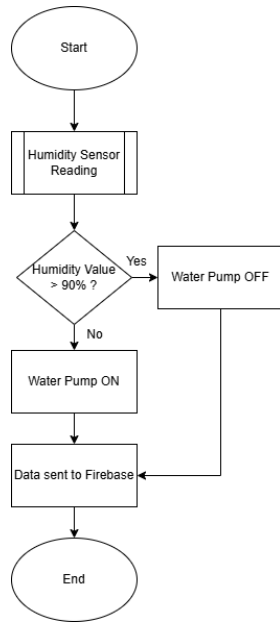 Start
Humidity Sensor
Reading
Humidity Value
> 90% ?
Yes
Water Pump OFF
No
Water Pump ON
Data sent to Firebase
End